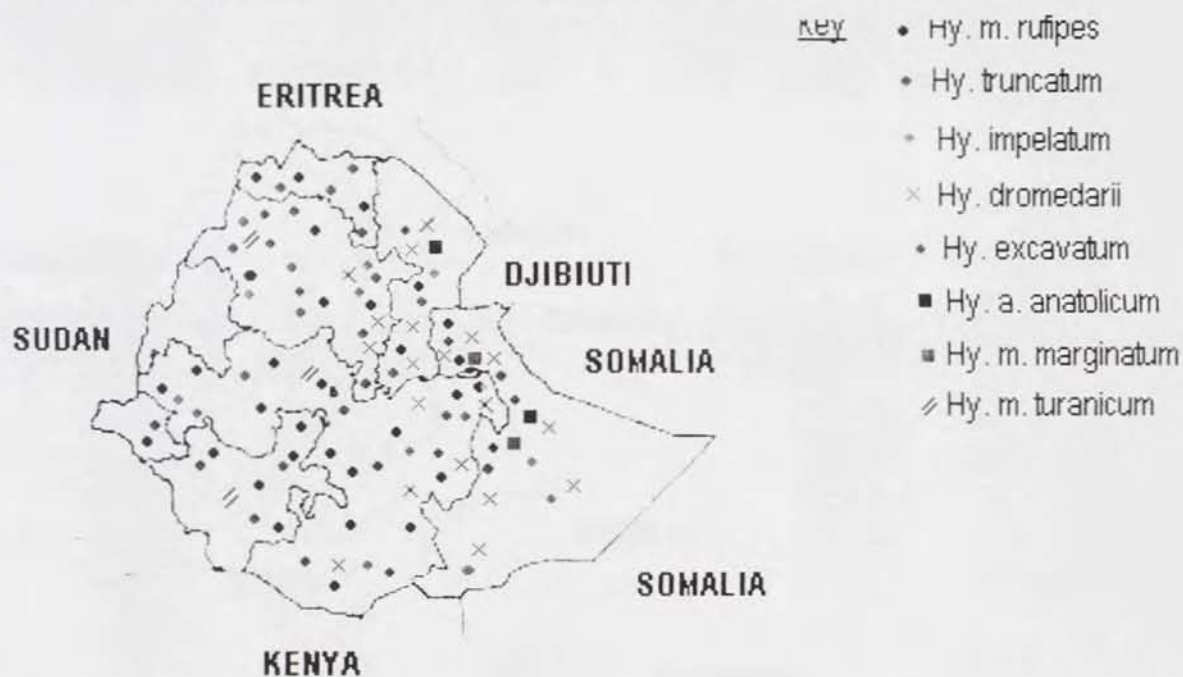 Key
Hy. m. rufipes
Hy. truncatum
Hy. impelatum
Hy. dromedarii
Hy. excavatum
Hy. a. anatolicum
Hy. m. marginatum
Hy. m. turanicum
ERITREA
DJIBIUTI
SUDAN
SOMALIA
SOMALIA
KENYA